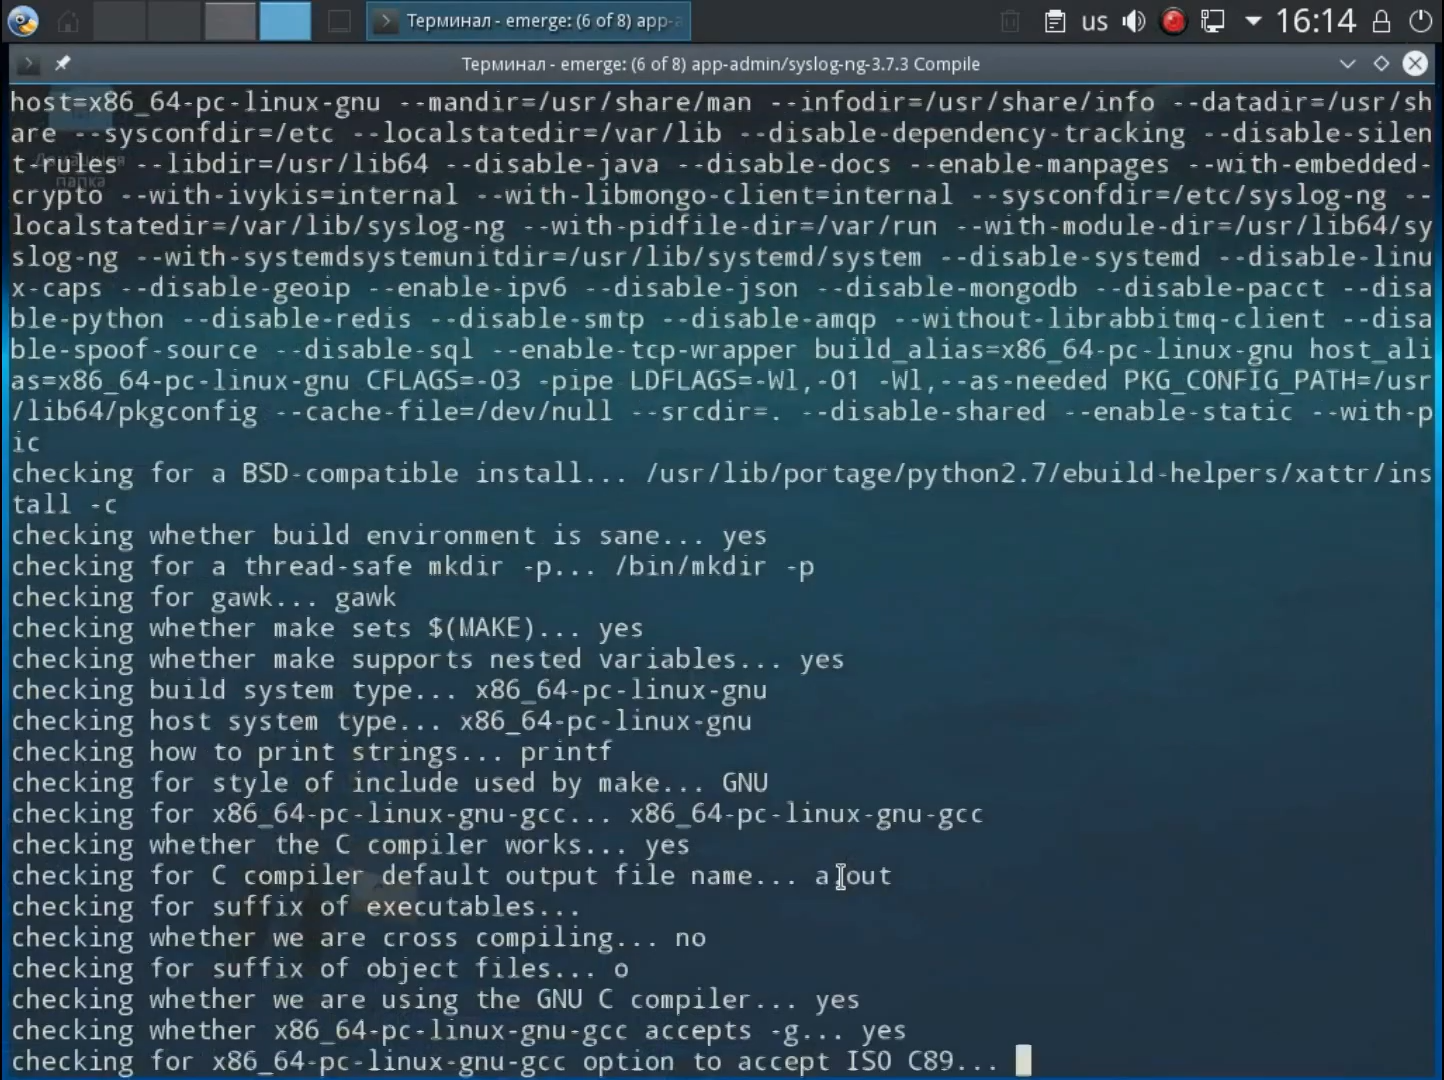 Терминал - emerge: (6 of 8) app-
us
16:14
Терминал - emerge: (6 of 8) app-admin/syslog-ng-3.7.3 Compile
host=x86_64-pc-linux-gnu --mandir=/usr/share/man --infodir=/usr/share/info --datadir=/usr/sh
are --sysconfdir=/etc --localstatedir=/var/lib --disable-dependency-tracking --disable-silen
t-rules --libdir=/usr/lib64 --disable-java --disable-docs --enable-manpages --with-embedded-
crypto --with-ivykis=internal --with-libmongo-client=internal --sysconfdir=/etc/syslog-ng --
localstatedir=/var/lib/syslog-ng --with-pidfile-dir=/var/run --with-module-dir=/usr/lib64/sy
slog-ng --with-systemdsystemunitdir=/usr/lib/systemd/system --disable-systemd --disable-linu
x-caps --disable-geoip --enable-ipv6 --disable-json --disable-mongodb --disable-pacct --disa
ble-python --disable-redis --disable-smtp --disable-amqp --without-librabbitmq-client --disa
ble-spoof-source --disable-sql --enable-tcp-wrapper build_alias=x86_64-pc-linux-gnu host_ali
as=x86_64-pc-linux-gnu CFLAGS=-O3 -pipe LDFLAGS=-Wl,-O1 -Wl,--as-needed PKG_CONFIG_PATH=/usr
/lib64/pkgconfig --cache-file=/dev/null --srcdir=. --disable-shared --enable-static --with-p
ic
checking for a BSD-compatible install... /usr/lib/portage/python2.7/ebuild-helpers/xattr/ins
tall -c
checking whether build environment is sane... yes
checking for a thread-safe mkdir -p... /bin/mkdir -p
checking for gawk... gawk
checking whether make sets $(MAKE)... yes
checking whether make supports nested variables... yes
checking build system type... x86_64-pc-linux-gnu
checking host system type... x86_64-pc-linux-gnu
checking how to print strings... printf
checking for style of include used by make... GNU
checking for x86_64-pc-linux-gnu-gcc... x86_64-pc-linux-gnu-gcc
checking whether the C compiler works... yes
checking for C compiler default output file name... a.out
checking for suffix of executables...
checking whether we are cross compiling... no
checking for suffix of object files... o
checking whether we are using the GNU C compiler... yes
checking whether x86_64-pc-linux-gnu-gcc accepts -g... yes
checking for x86_64-pc-linux-gnu-gcc option to accept ISO C89...